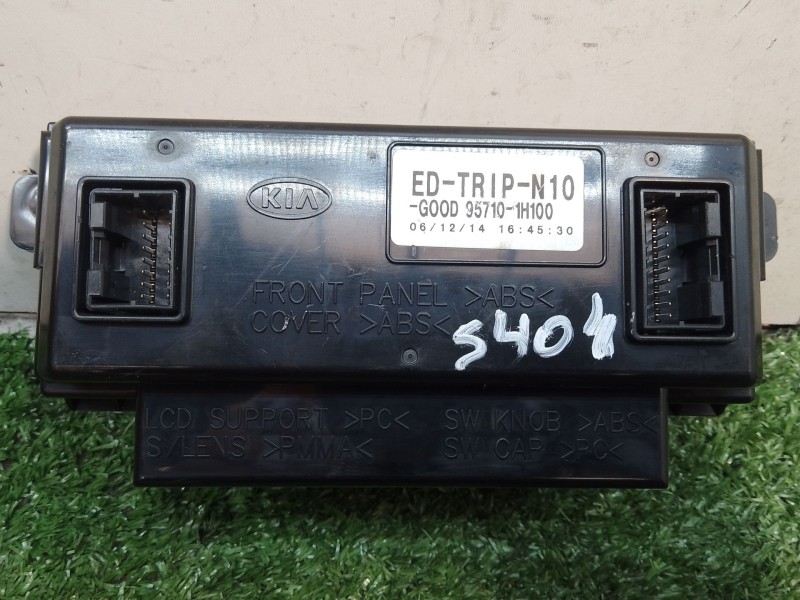 KIA
ED-TRIP-N10
-GOOD 95710-1H100
06/12/14 16:45:30
FRONT PANEL >ABS<
COVER >ABS<
LCD SUPPORT >PC< SW KNOB >ABS<
S/LENS >PMMA< SW CAP >PC<